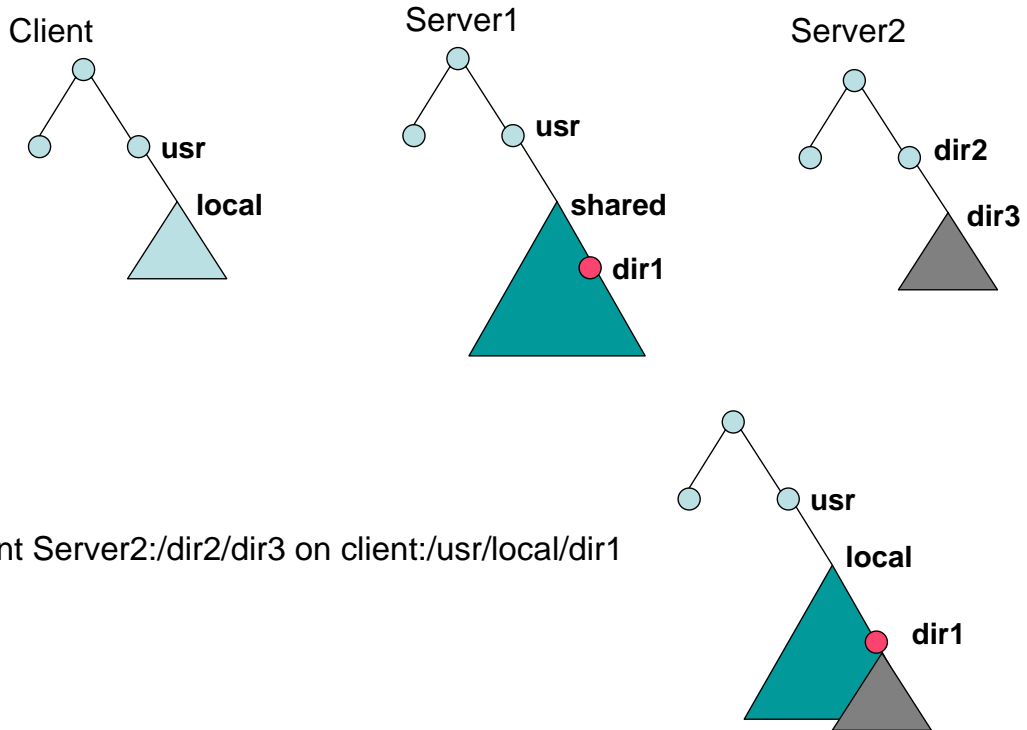 Client
Server1
Server2
usr
local
usr
shared
dir1
dir2
dir3
nt Server2:/dir2/dir3 on client:/usr/local/dir1
usr
local
dir1